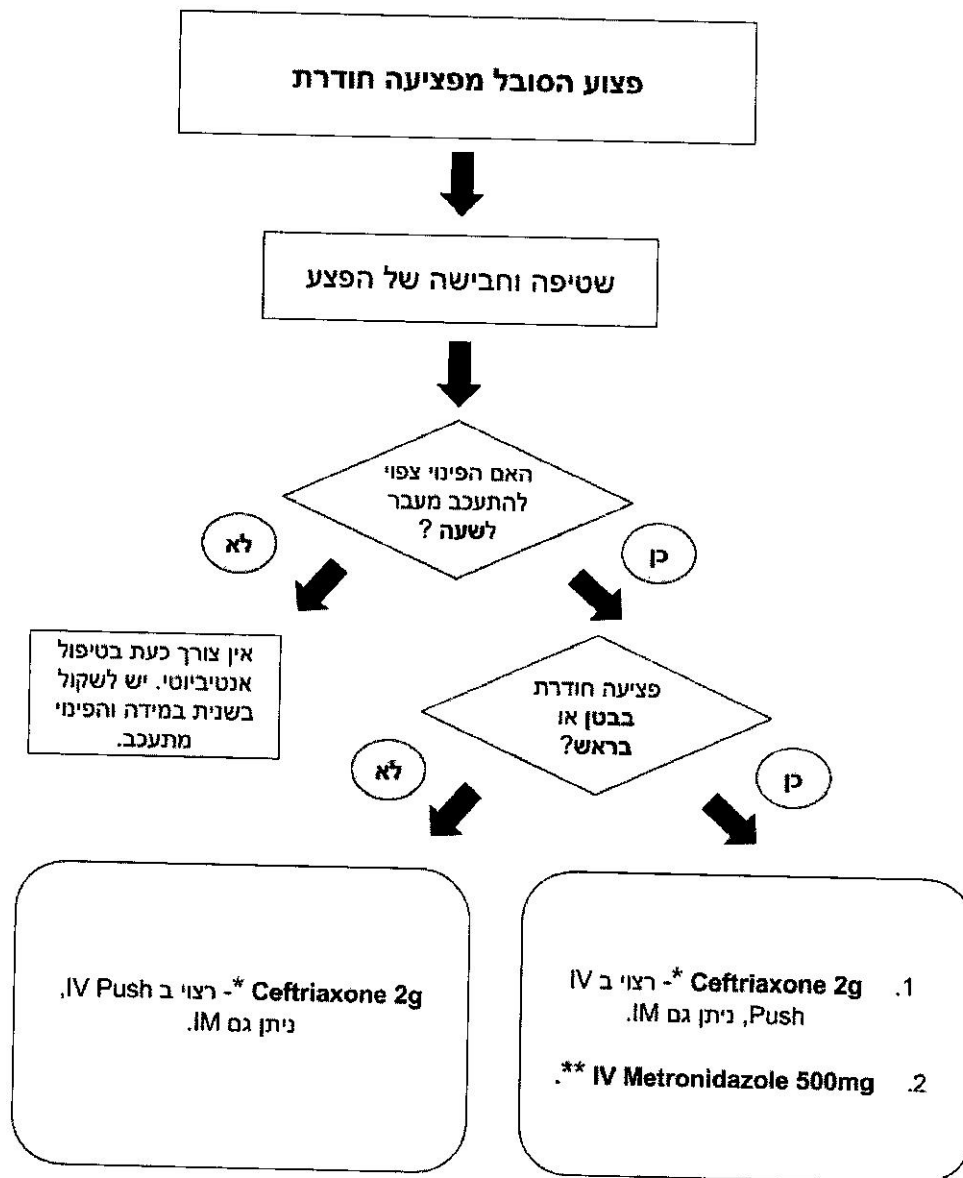 פצוע הסובל מפציעה חודרת
שטיפה וחבישה של הפצע
האם הפינוי צפוי
להתעכב מעבר
לשעה ?
לא
כן
אין צורך כעת בטיפול
אנטיביוטי. יש לשקול
בשנית במידה והפינוי
מתעכב.
פציעה חודרת
בבטן או
בראש?
לא
כן
Ceftriaxone 2g *- רצוי ב IV Push,
ניתן גם IM.
1. Ceftriaxone 2g *- רצוי ב IV
Push, ניתן גם IM.
2. IV Metronidazole 500mg **.